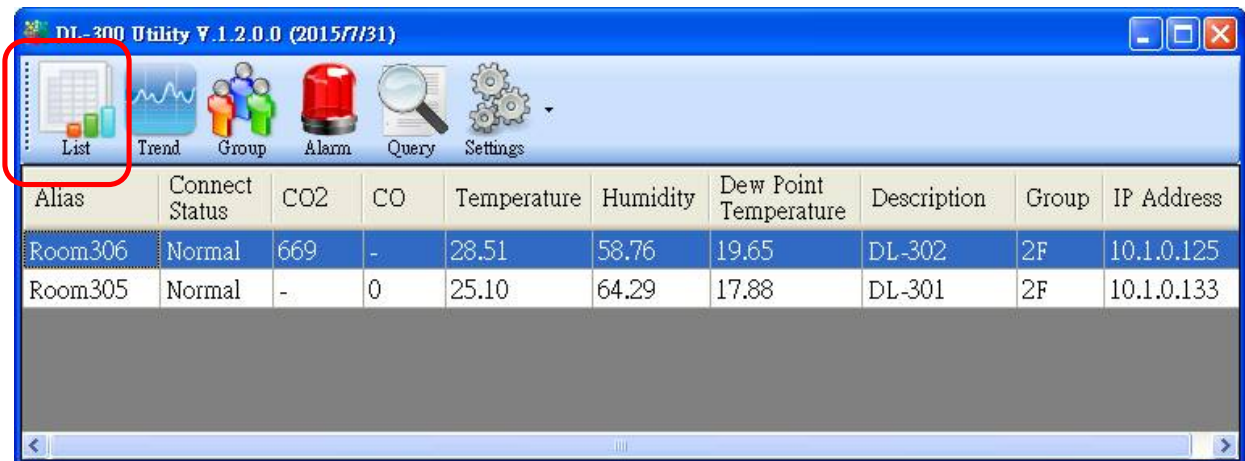 DL-300 Utility V.1.2.0.0 (2015/7/31)
List Trend Group Alarm Query Settings
Alias Connect Status CO2 CO Temperature Humidity Dew Point Temperature Description Group IP Address
Room306 Normal 669 - 28.51 58.76 19.65 DL-302 2F 10.1.0.125
Room305 Normal - 0 25.10 64.29 17.88 DL-301 2F 10.1.0.133